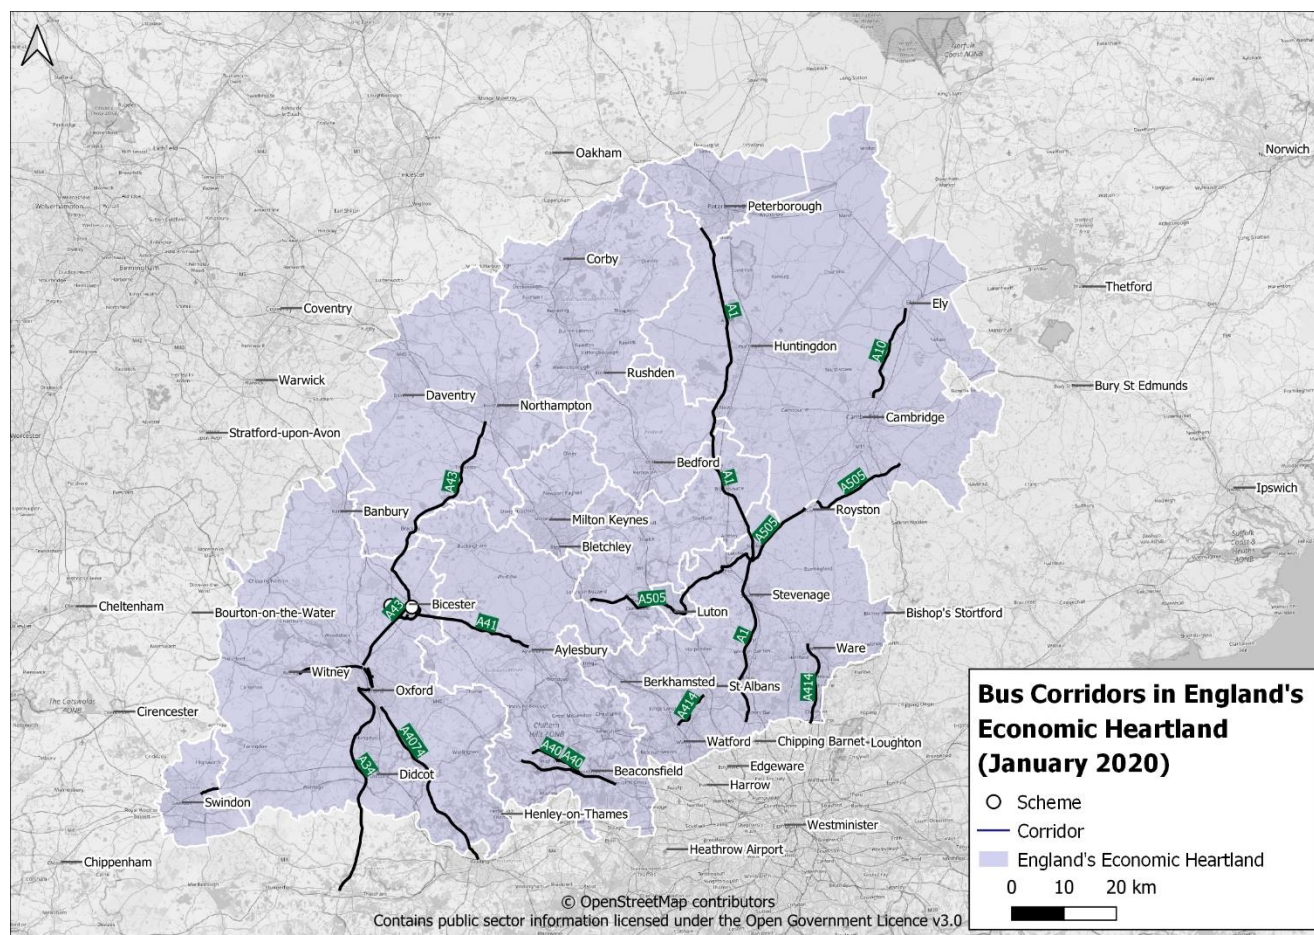 Oakham
Norwich
Peterborough
Corby
Thetford
Ely
Coventry
A1
Huntingdon
A10
Rushden
Warwick
Bury St Edmunds
Daventry
Northampton
Cambridge
Stratford-upon-Avon
Bedford
A43
A1
A505
Ipswich
Banbury
Milton Keynes
Royston
A505
Bletchley
Cheltenham
Bourton-on-the-Water
A43
Bicester
A505
Luton
Stevenage
Bishop's Stortford
A41
A1
Aylesbury
Ware
Witney
Oxford
Berkhamsted
St Albans
A414
A414
Cirencester
A4074
A40
A40
Watford
Chipping Barnet
Loughton
A34
Didcot
Beaconsfield
Edgeware
Harrow
Swindon
Henley-on-Thames
Westminister
Chippenham
Heathrow Airport
Bus Corridors in England's
Economic Heartland
(January 2020)
Scheme
Corridor
England's Economic Heartland
0 10 20 km
© OpenStreetMap contributors
Contains public sector information licensed under the Open Government Licence v3.0